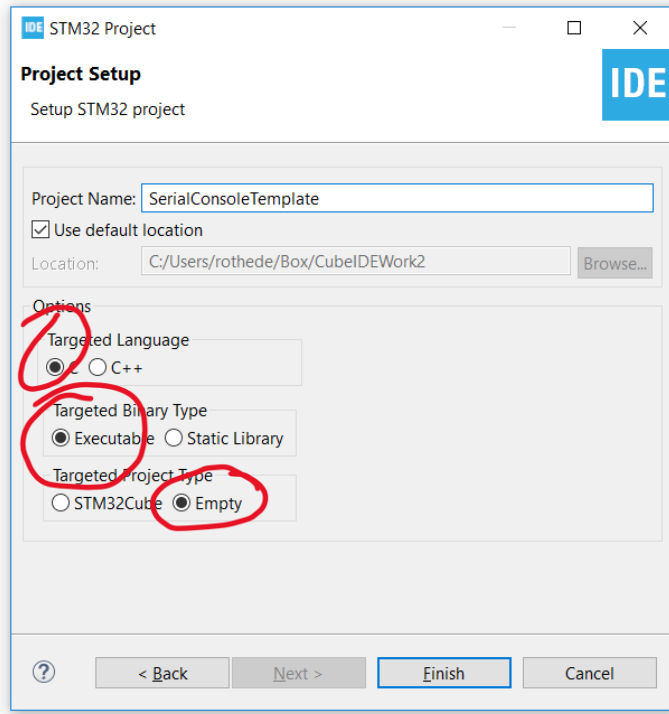 IDE STM32 Project
Project Setup
IDE
Setup STM32 project
Project Name: SerialConsoleTemplate
Use default location
Location: C:/Users/rothede/Box/CubeIDEWork2 Browse...
Options
Targeted Language
C C++
Targeted Binary Type
Executable Static Library
Targeted Project Type
STM32Cube Empty
? < Back Next > Finish Cancel